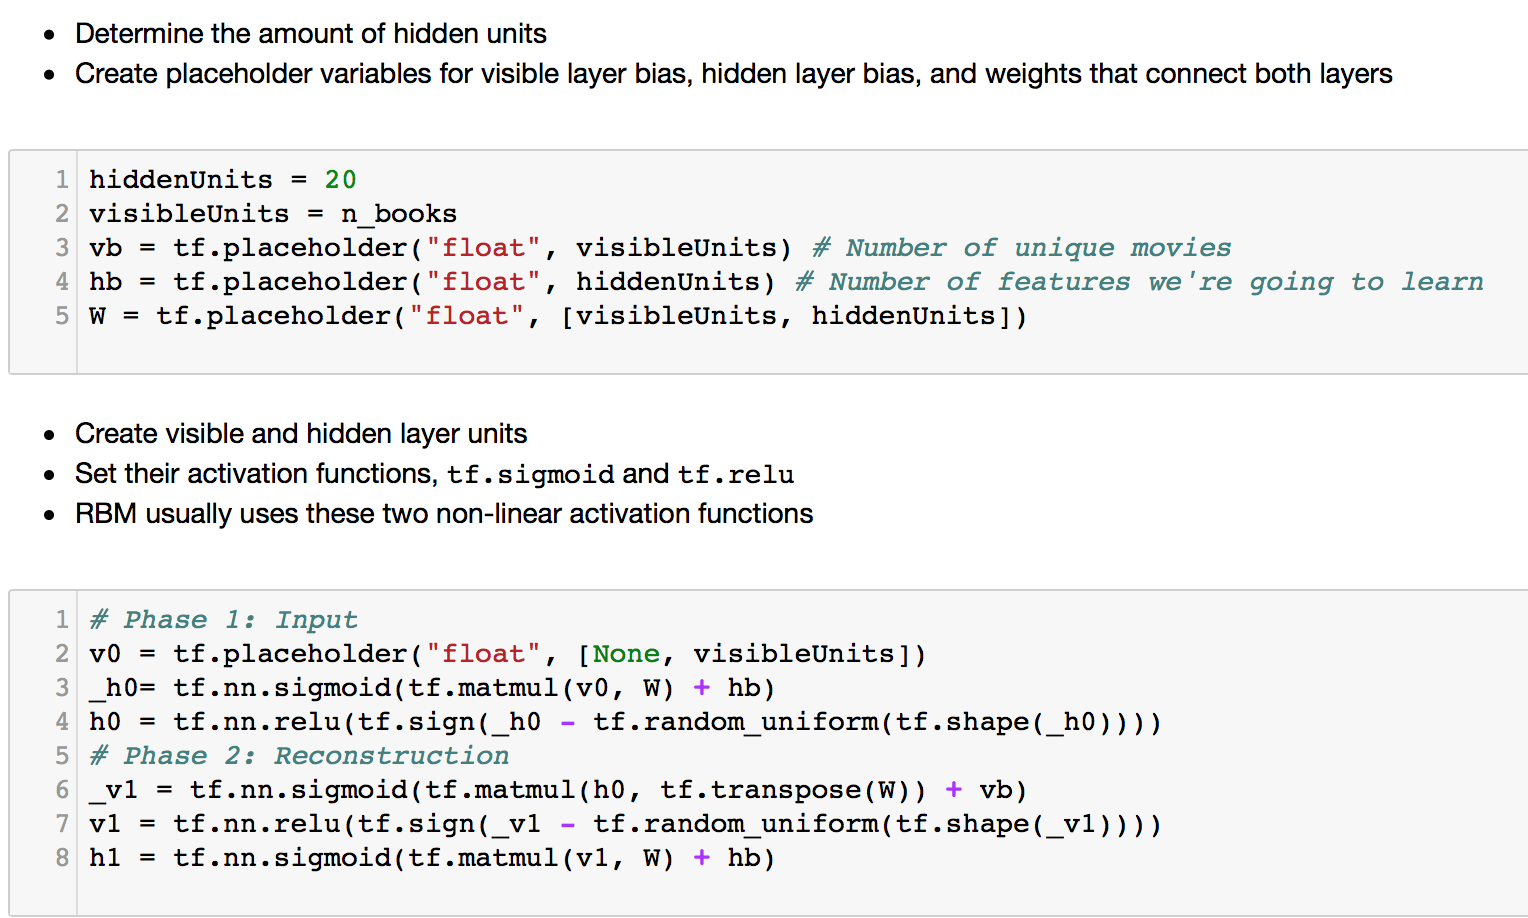 • Determine the amount of hidden units
• Create placeholder variables for visible layer bias, hidden layer bias, and weights that connect both layers
1 hiddenUnits = 20
2 visibleUnits = n_books
3 vb = tf.placeholder("float", visibleUnits) # Number of unique movies
4 hb = tf.placeholder("float", hiddenUnits) # Number of features we're going to learn
5 W = tf.placeholder("float", [visibleUnits, hiddenUnits])
• Create visible and hidden layer units
• Set their activation functions, tf.sigmoid and tf.relu
• RBM usually uses these two non-linear activation functions
1 # Phase 1: Input
2 v0 = tf.placeholder("float", [None, visibleUnits])
3 _h0= tf.nn.sigmoid(tf.matmul(v0, W) + hb)
4 h0 = tf.nn.relu(tf.sign(_h0 - tf.random_uniform(tf.shape(_h0))))
5 # Phase 2: Reconstruction
6 _v1 = tf.nn.sigmoid(tf.matmul(h0, tf.transpose(W)) + vb)
7 v1 = tf.nn.relu(tf.sign(_v1 - tf.random_uniform(tf.shape(_v1))))
8 h1 = tf.nn.sigmoid(tf.matmul(v1, W) + hb)